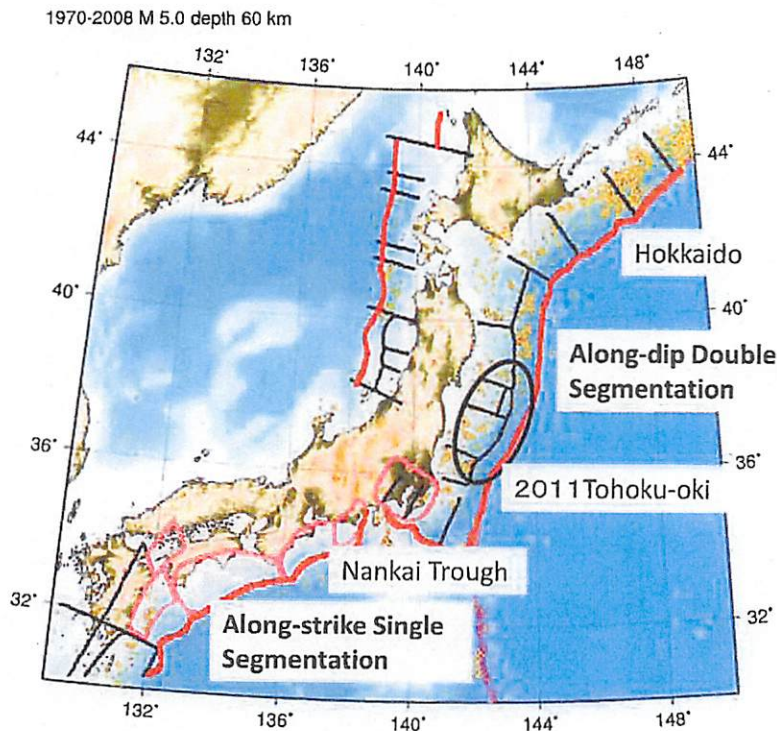 1970-2008 M 5.0 depth 60 km
132° 136° 140° 144° 148°
44° 44°
Hokkaido
40° 40°
Along-dip Double
Segmentation
36° 36°
2011Tohoku-oki
Nankai Trough
32° 32°
Along-strike Single
Segmentation
132° 136° 140° 144°